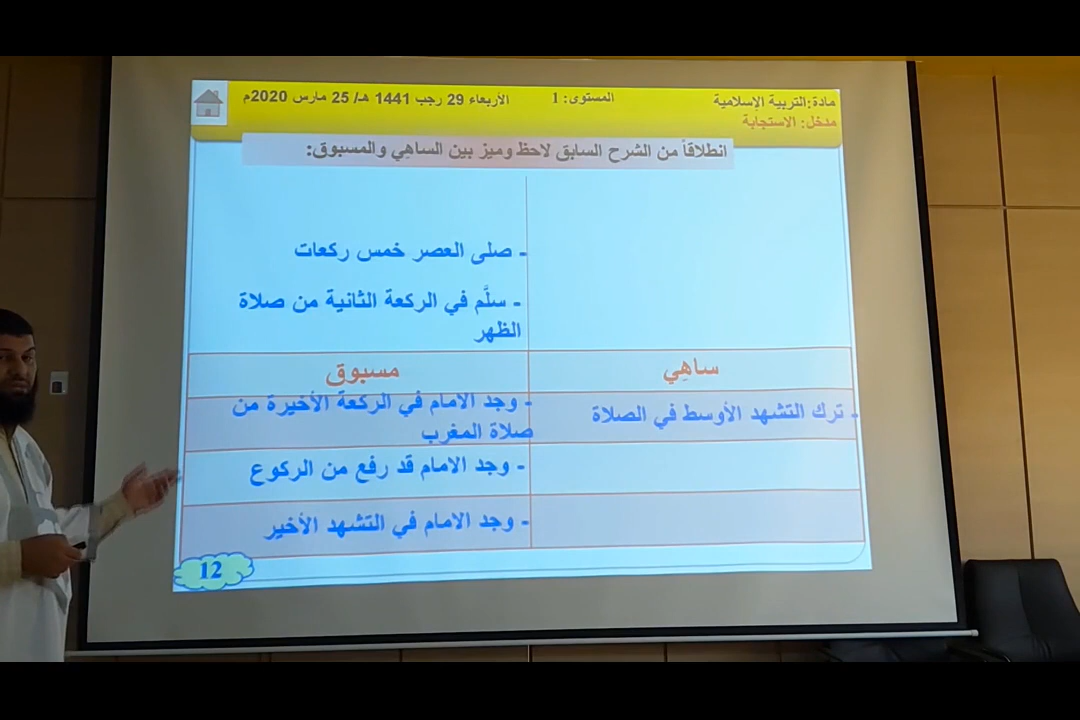 مادة:التربية الإسلامية
المستوى: 1
الأربعاء 29 رجب 1441 هـ/ 25 مارس 2020م
مدخل: الاستجابة
انطلاقاً من الشرح السابق لاحظ وميز بين الساهِي والمسبوق:
- صلى العصر خمس ركعات
- سلَّم في الركعة الثانية من صلاة
الظهر
ساهِي
مسبوق
- ترك التشهد الأوسط في الصلاة
- وجد الامام في الركعة الأخيرة من
صلاة المغرب
- وجد الامام قد رفع من الركوع
- وجد الامام في التشهد الأخير
12